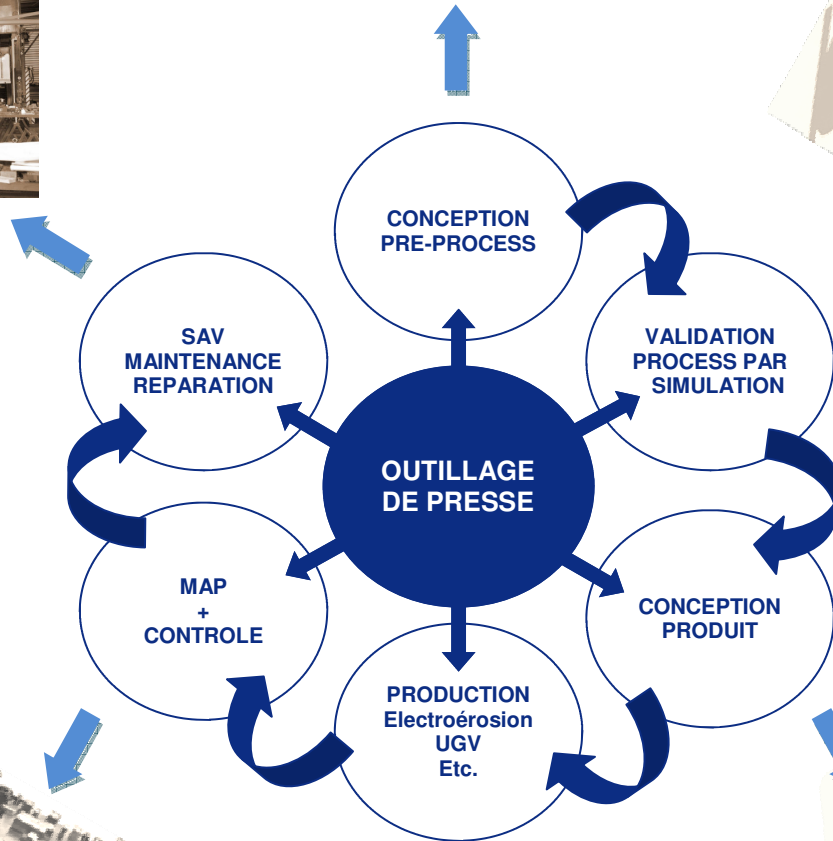 CONCEPTION
PRE-PROCESS
VALIDATION
PROCESS PAR
SIMULATION
CONCEPTION
PRODUIT
PRODUCTION
Electroérosion
UGV
Etc.
MAP
+
CONTROLE
SAV
MAINTENANCE
REPARATION
OUTILLAGE
DE PRESSE